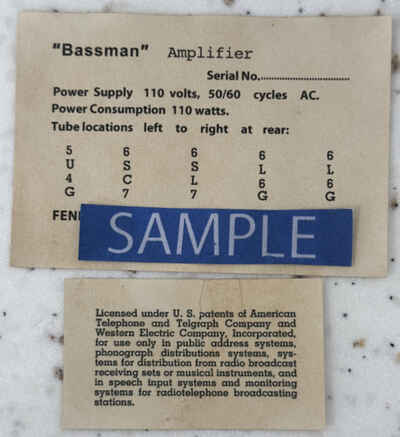 "Bassman" Amplifier
Serial No.................................
Power Supply 110 volts, 50/60 cycles AC.
Power Consumption 110 watts.
Tube locations left to right at rear:
5 6 6 6 6
U S S L L
4 C L 6 6
G 7 7 G G
FEN
SAMPLE
Licensed under U. S. patents of American
Telephone and Telgraph Company and
Western Electric Company, Incorporated,
for use only in public address systems,
phonograph distributions systems, sys-
tems for distribution from radio broadcast
receiving sets or musical instruments, and
in speech input systems and monitoring
systems for radiotelephone broadcasting
stations.